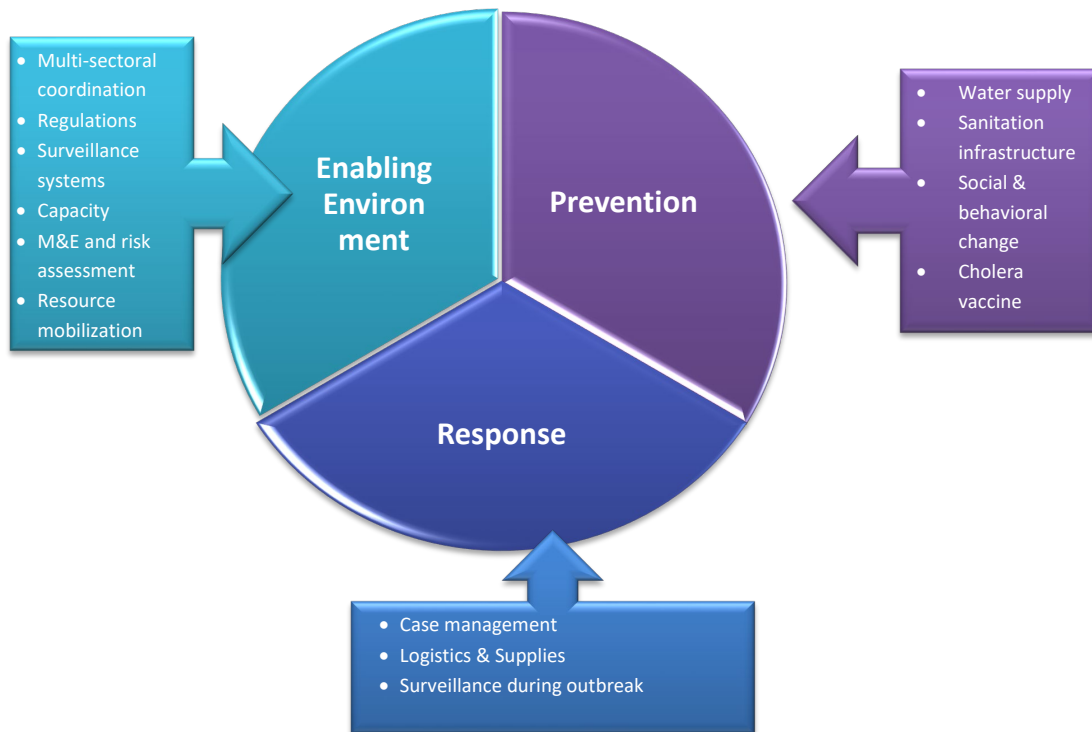 • Multi-sectoral
coordination
• Regulations
• Surveillance
systems
• Capacity
• M&E and risk
assessment
• Resource
mobilization
Enabling
Environ
ment
Prevention
• Water supply
• Sanitation
infrastructure
• Social &
behavioral
change
• Cholera
vaccine
Response
• Case management
• Logistics & Supplies
• Surveillance during outbreak